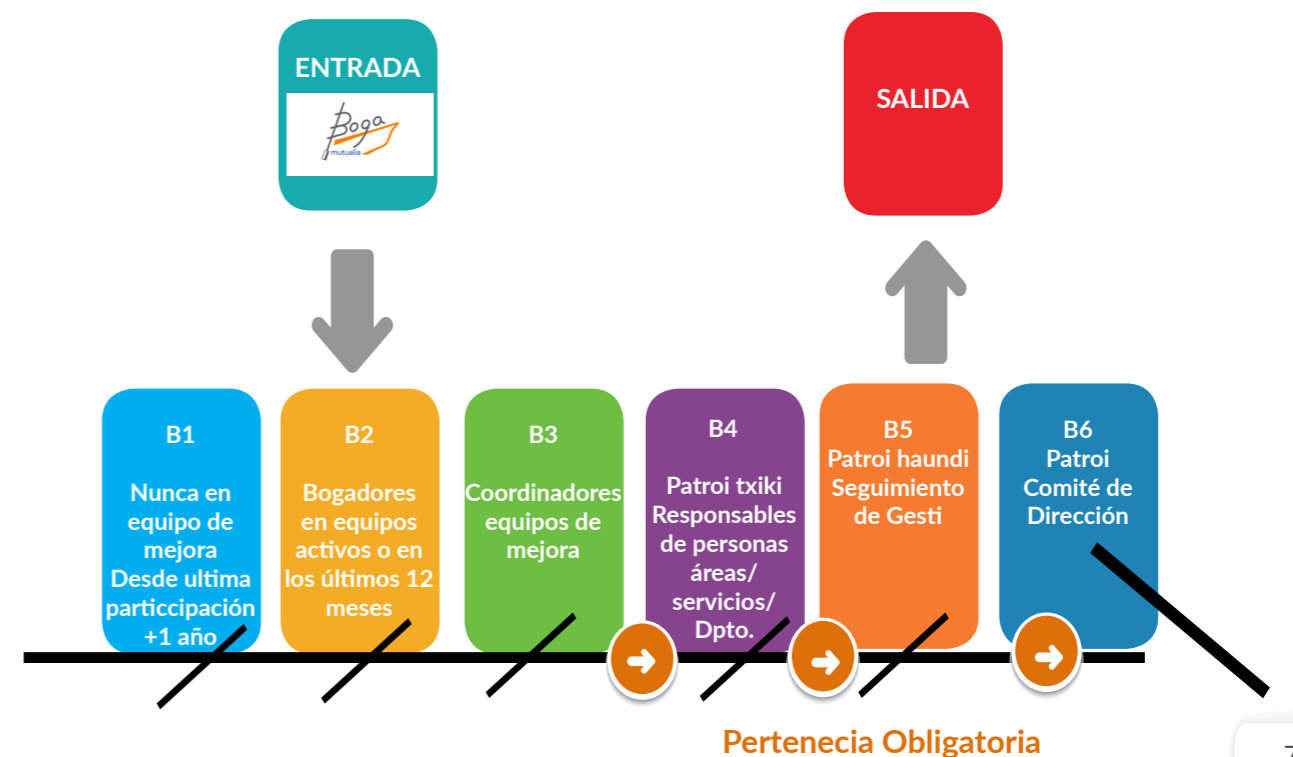 ENTRADA
Boga
mutualia
SALIDA
B1
Nunca en
equipo de
mejora
Desde ultima
particcipación
+1 año
B2
Bogadores
en equipos
activos o en
los últimos 12
meses
B3
Coordinadores
equipos de
mejora
B4
Patroi txiki
Responsables
de personas
áreas/
servicios/
Dpto.
B5
Patroi haundi
Seguimiento
de Gesti
B6
Patroi
Comité de
Dirección
Pertenecia Obligatoria